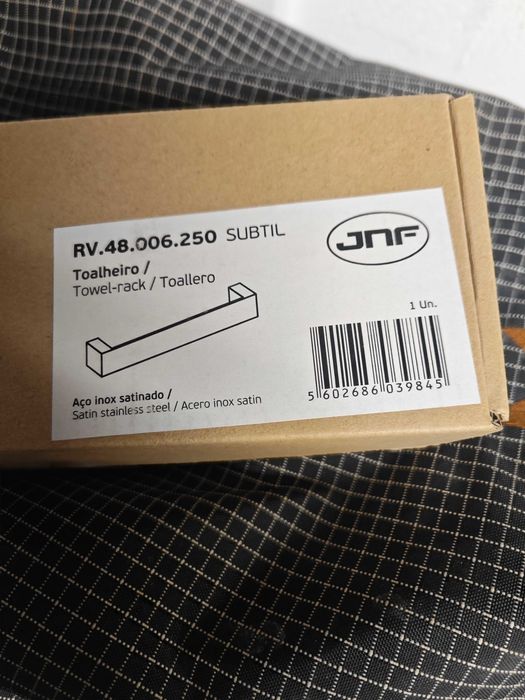 RV.48.006.250 SUBTIL
JNF
Toalheiro /
Towel-rack / Toallero
1 Un.
5 602686 039845
Aço inox satinado /
Satin stainless steel / Acero inox satin